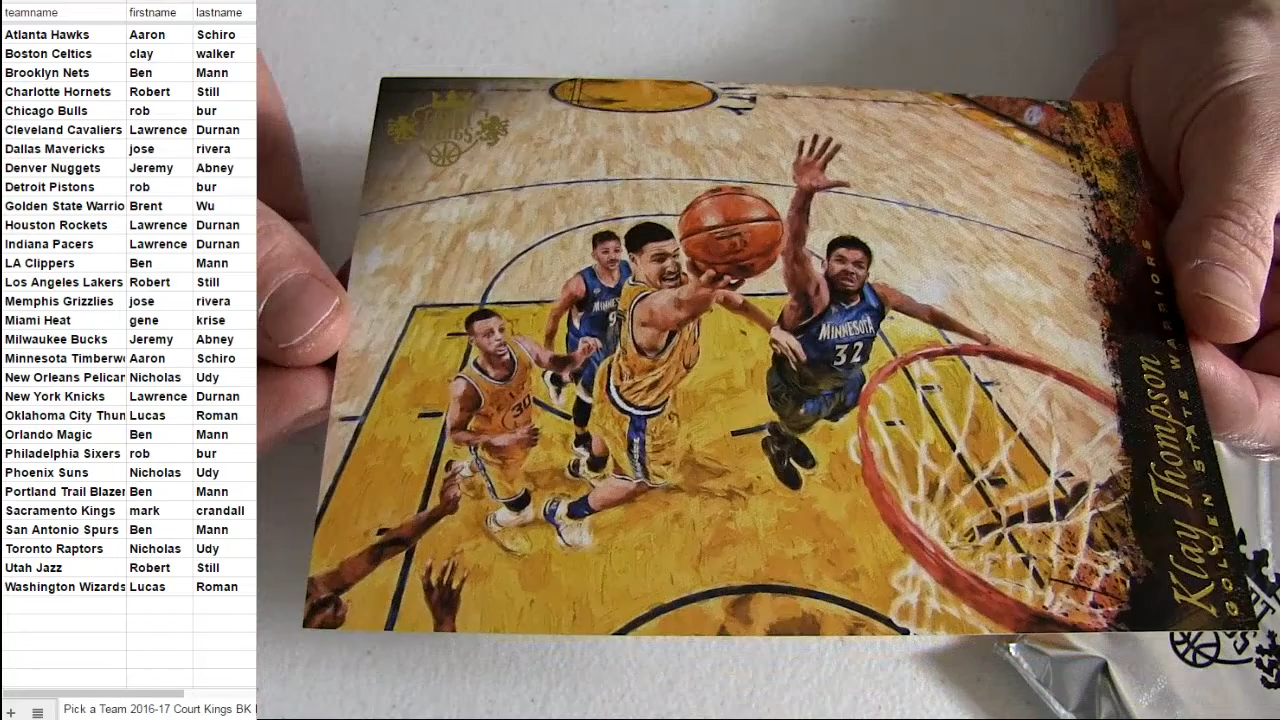 teamname firstname lastname
Atlanta Hawks Aaron Schiro
Boston Celtics clay walker
Brooklyn Nets Ben Mann
Charlotte Hornets Robert Still
Chicago Bulls rob bur
Cleveland Cavaliers Lawrence Durnan
Dallas Mavericks jose rivera
Denver Nuggets Jeremy Abney
Detroit Pistons rob bur
Golden State Warrio Brent Wu
Houston Rockets Lawrence Durnan
Indiana Pacers Lawrence Durnan
LA Clippers Ben Mann
Los Angeles Lakers Robert Still
Memphis Grizzlies jose rivera
Miami Heat gene krise
Milwaukee Bucks Jeremy Abney
Minnesota Timberwo Aaron Schiro
New Orleans Pelican Nicholas Udy
New York Knicks Lawrence Durnan
Oklahoma City Thun Lucas Roman
Orlando Magic Ben Mann
Philadelphia Sixers rob bur
Phoenix Suns Nicholas Udy
Portland Trail Blazer Ben Mann
Sacramento Kings mark crandall
San Antonio Spurs Ben Mann
Toronto Raptors Nicholas Udy
Utah Jazz Robert Still
Washington Wizards Lucas Roman
Pick a Team 2016-17 Court Kings BK
KINGS
MINNES
9
MINNESOTA
32
30
Klay Thompson
GOLDEN STATE WARRIORS